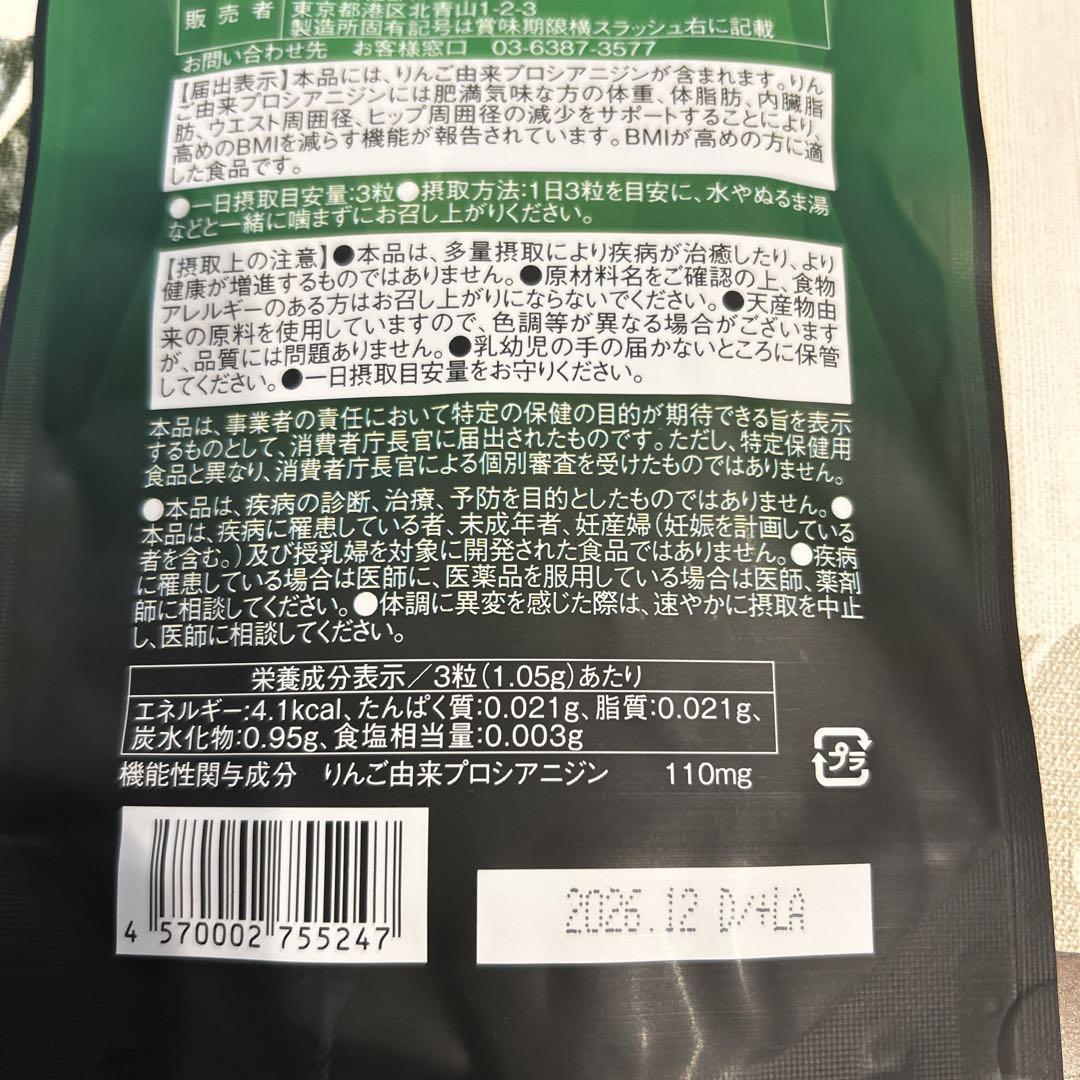 販売者
東京都港区北青山1-2-3
製造所固有記号は賞味期限横スラッシュ右に記載
お問い合わせ先 お客様窓口 03-6387-3577
【届出表示】本品には、りんご由来プロシアニジンが含まれます。りん
ご由来プロシアニジンには肥満気味な方の体重、体脂肪、内臓脂
肪、ウエスト周囲径、ヒップ周囲径の減少をサポートすることにより、
高めのBMIを減らす機能が報告されています。BMIが高めの方に適
した食品です。
●一日摂取目安量:3粒●摂取方法:1日3粒を目安に、水やぬるま湯
などと一緒に噛まずにお召し上がりください。
【摂取上の注意】●本品は、多量摂取により疾病が治癒したり、より
健康が増進するものではありません。●原材料名をご確認の上、食物
アレルギーのある方はお召し上がりにならないでください。●天産物由
来の原料を使用していますので、色調等が異なる場合がございます
が、品質には問題ありません。●乳幼児の手の届かないところに保管
してください。●一日摂取目安量をお守りください。
本品は、事業者の責任において特定の保健の目的が期待できる旨を表示
するものとして、消費者庁長官に届出されたものです。ただし、特定保健用
食品と異なり、消費者庁長官による個別審査を受けたものではありません。
●本品は、疾病の診断、治療、予防を目的としたものではありません。●
本品は、疾病に罹患している者、未成年者、妊産婦(妊娠を計画している
者を含む。)及び授乳婦を対象に開発された食品ではありません。●疾病
に罹患している場合は医師に、医薬品を服用している場合は医師、薬剤
師に相談してください。●体調に異変を感じた際は、速やかに摂取を中止
し、医師に相談してください。
栄養成分表示/3粒(1.05g)あたり
エネルギー:4.1kcal、たんぱく質:0.021g、脂質:0.021g、
炭水化物:0.95g、食塩相当量:0.003g
機能性関与成分 りんご由来プロシアニジン 110mg
プラ
4 570002 755247
2026.12 D/+LA